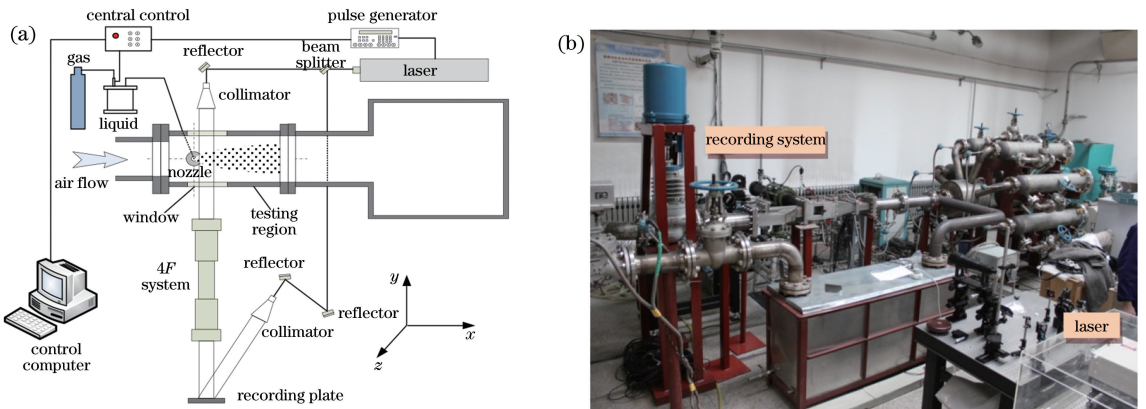 (a)
central control
pulse generator
gas
reflector
beam
splitter
laser
collimator
liquid
nozzle
air flow
window
testing
region
4F
system
reflector
collimator
reflector
y
x
z
control
computer
recording plate
(b)
recording system
laser